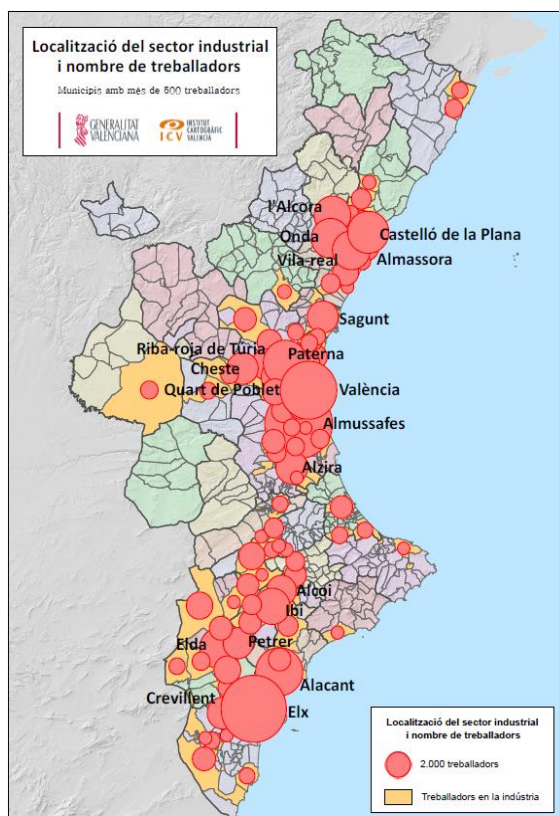 Localització del sector industrial
i nombre de treballadors
Municipis amb més de 500 treballadors
GENERALITAT
VALENCIANA
ICV
INSTITUT
CARTOGRÀFIC
VALENCIÀ
l'Alcora
Onda
Castelló de la Plana
Vila-real
Almassora
Sagunt
Riba-roja de Túria
Paterna
Cheste
Quart de Poblet
València
Almussafes
Alzira
Alcoi
Ibi
Elda
Petrer
Alacant
Crevillent
Elx
Localització del sector industrial
i nombre de treballadors
2.000 treballadors
Treballadors en la indústria